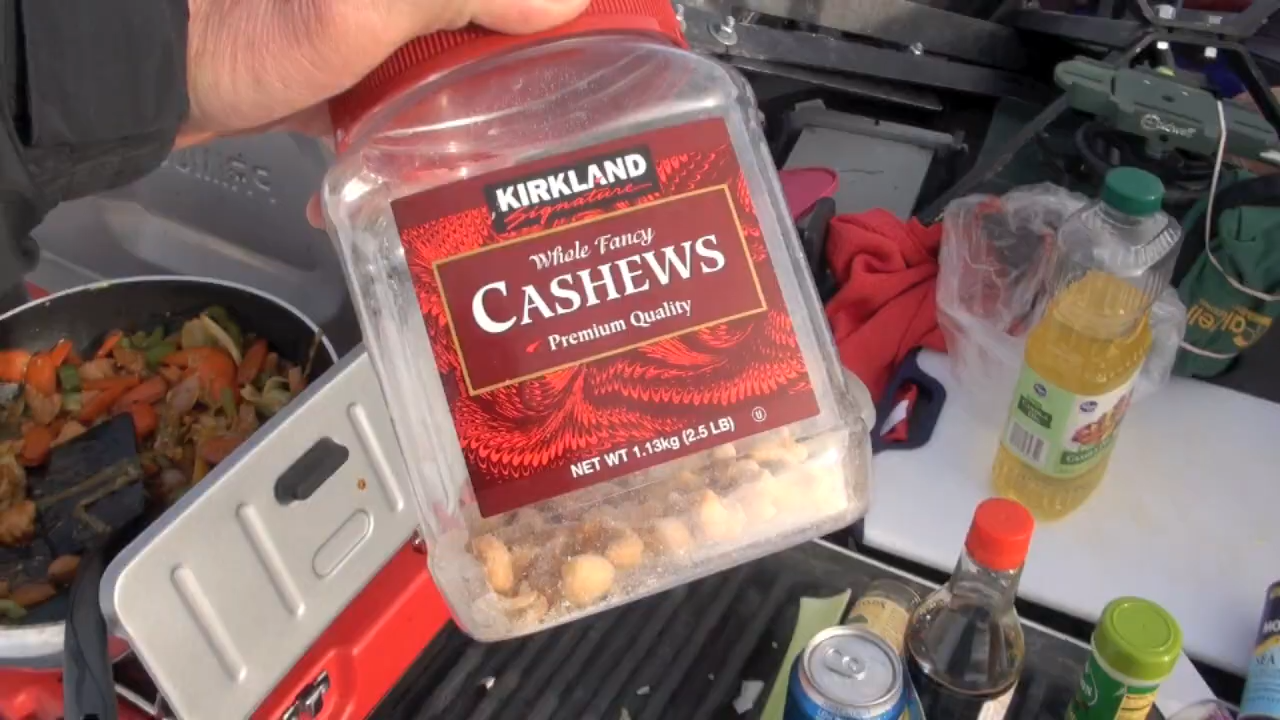 KIRKLAND
Signature
Whole Fancy
CASHEWS
Premium Quality
NET WT 1.13kg (2.5 LB)